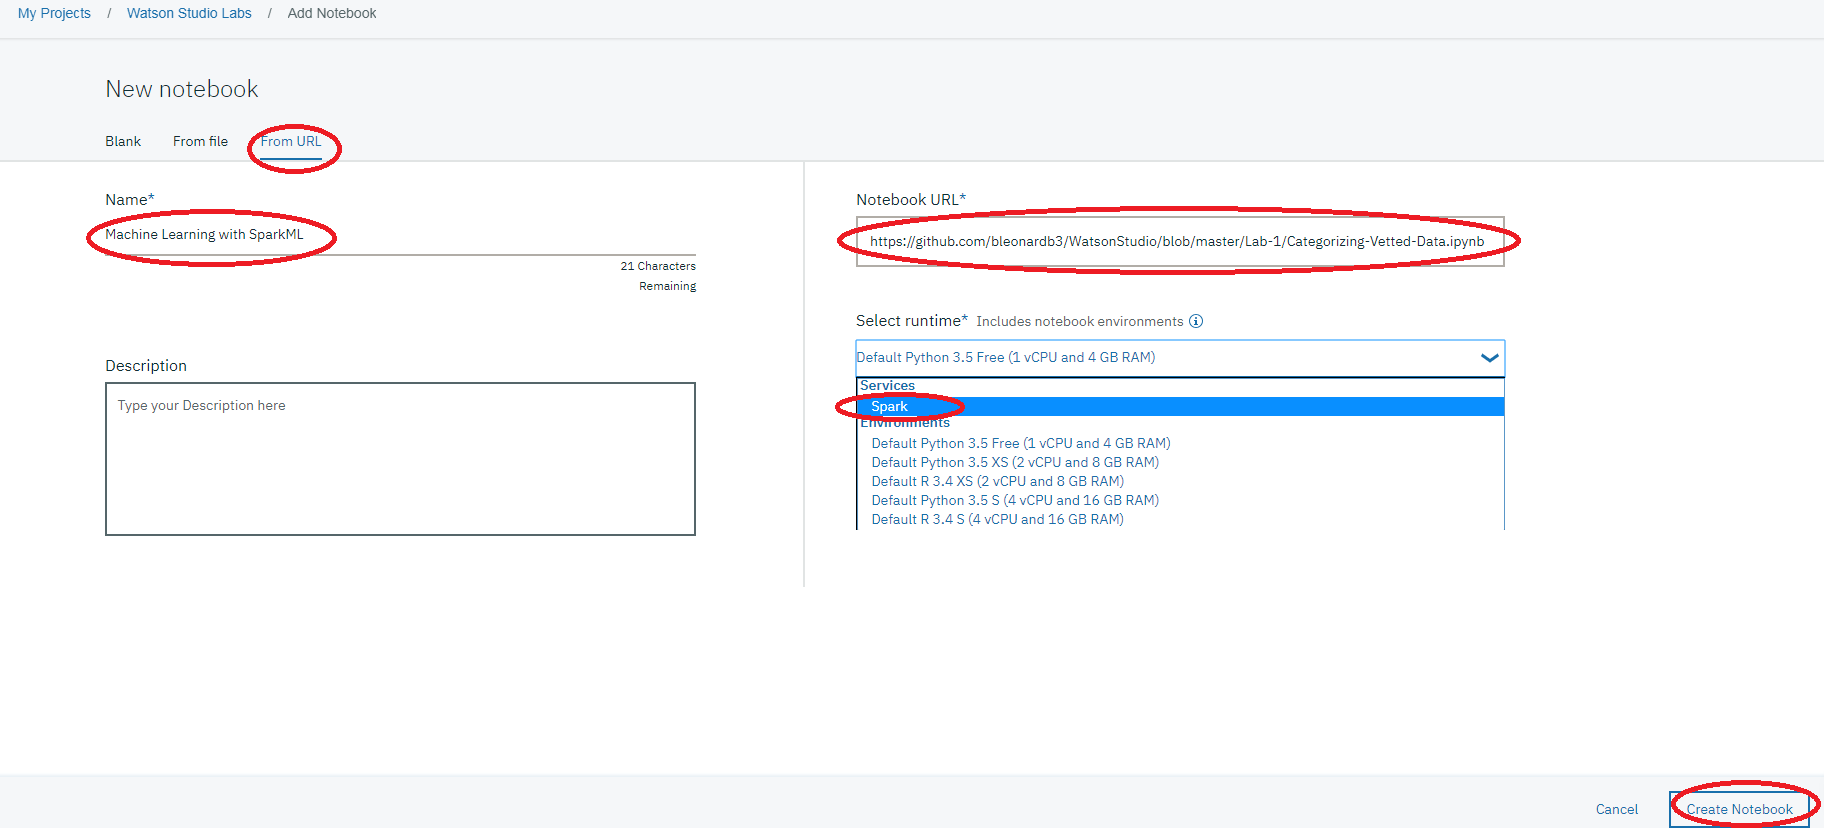 My Projects / Watson Studio Labs / Add Notebook
New notebook
Blank From file From URL
Name*
Machine Learning with SparkML
21 Characters
Remaining
Description
Type your Description here
Notebook URL*
https://github.com/bleonardb3/WatsonStudio/blob/master/Lab-1/Categorizing-Vetted-Data.ipynb
Select runtime* Includes notebook environments
Default Python 3.5 Free (1 vCPU and 4 GB RAM)
Services
Spark
Environments
Default Python 3.5 Free (1 vCPU and 4 GB RAM)
Default Python 3.5 XS (2 vCPU and 8 GB RAM)
Default R 3.4 XS (2 vCPU and 8 GB RAM)
Default Python 3.5 S (4 vCPU and 16 GB RAM)
Default R 3.4 S (4 vCPU and 16 GB RAM)
Cancel Create Notebook